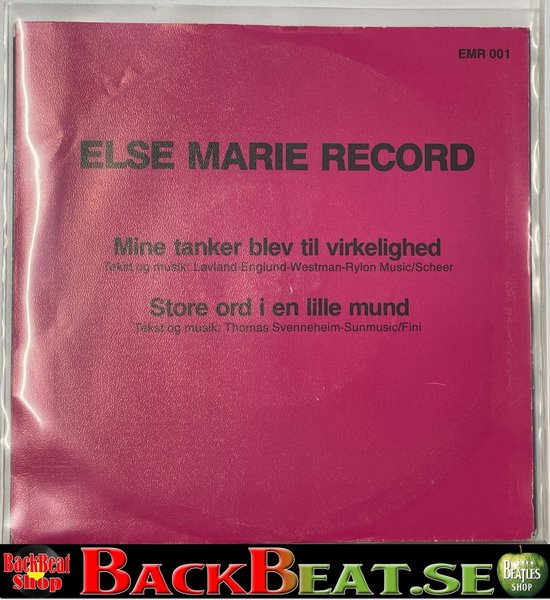 EMR 001
ELSE MARIE RECORD
Mine tanker blev til virkelighed
Tekst og musik: Løvland-Englund-Westman-Rylon Music/Scheer
Store ord i en lille mund
Tekst og musik: Thomas Svenneheim-Sunmusic/Fini
BackBeat
Shop
BACKBEAT.SE
BEATLES
SHOP